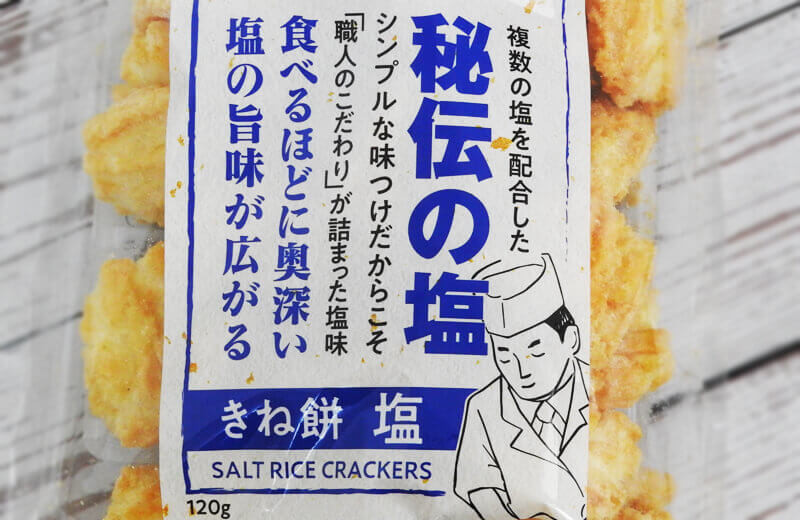 複数の塩を配合した
秘伝の塩
シンプルな味つけだからこそ
「職人のこだわり」が詰まった塩味
食べるほどに奥深い
塩の旨味が広がる
きね餅 塩
SALT RICE CRACKERS
120g